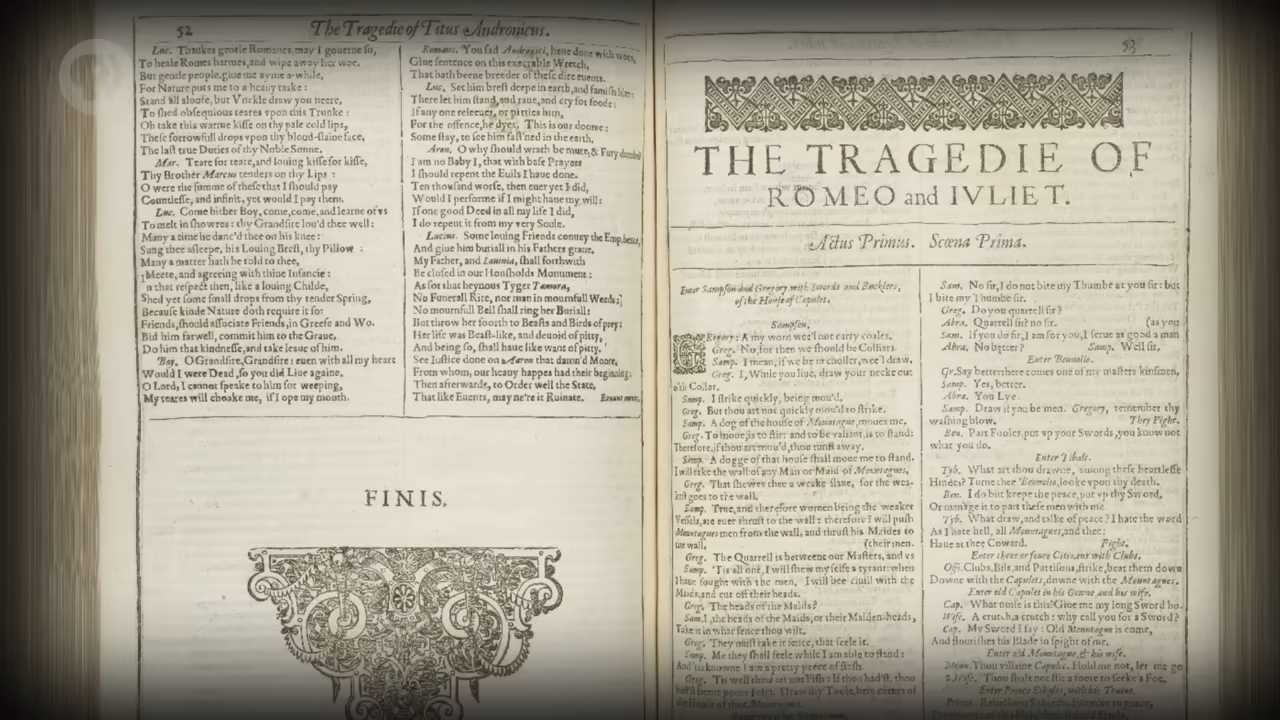 52
The Tragedie of Titus Andronicus.
Luc. Thankes gentle Romanes, may I gouerne so,
To heale Romes harmes, and wipe away her woe.
But gentle people, giue me ayme a-while,
For Nature puts me to a heauy taske:
Stand all aloofe, but Vnckle draw you neere,
To shed obsequious teares vpon this Trunke:
Oh take this warme kisse on thy pale cold lips,
These sorrowfull drops vpon thy bloud-slaine face,
The last true Duties of thy Noble Sonne.
Mar. Teare for teare, and louing kisse for kisse,
Thy Brother Marcus tenders on thy Lips:
O were the summe of these that I should pay
Countlesse, and infinit, yet would I pay them.
Luc. Come hither Boy, come, come, and learne of vs
To melt in showres: thy Grandsire lou'd thee well:
Many a time he danc'd thee on his knee:
Sung thee asleepe, his Louing Brest, thy Pillow:
Many a matter hath he told to thee,
Meete, and agreeing with thine Infancie:
n that respect then, like a louing Childe,
Shed yet some small drops from thy tender Spring,
Because kinde Nature doth require it so:
Friends, should associate Friends, in Greefe and Wo.
Bid him farwell, commit him to the Graue,
Do him that kindnesse, and take leaue of him.
Boy. O Grandsire, Grandsire: euen with all my heart
Would I were Dead, so you did Liue againe.
O Lord, I cannot speake to him for weeping,
My teares will choake me, if I ope my mouth.
Romans. You sad Andronici, haue done with woes,
Giue sentence on this execrable Wretch,
That hath beene breeder of these dire euents.
Luc. Set him brest deepe in earth, and famish him:
There let him stand, and raue, and cry for foode:
If any one releeues, or pitties him,
For the offence, he dyes. This is our doome:
Some stay, to see him fast'ned in the earth.
Aron. O why should wrath be mute, & Fury dumbe?
I am no Baby I, that with base Prayers
I should repent the Euils I haue done.
Ten thousand worse, then euer yet I did,
Would I performe if I might haue my will:
If one good Deed in all my life I did,
I do repent it from my very Soule.
Lucius. Some louing Friends conuey the Emp. hence,
And giue him buriall in his Fathers graue.
My Father, and Lauinia, shall forthwith
Be closed in our Housholds Monument:
As for that heynous Tyger Tamora,
No Funerall Rite, nor man in mournfull Weeds:
No mournfull Bell shall ring her Buriall:
But throw her foorth to Beasts and Birds of prey:
Her life was Beast-like, and deuoid of pitty,
And being so, shall haue like want of pitty.
See Iustice done on Aaron that damn'd Moore,
From whom, our heauy happes had their beginning:
Then afterwards, to Order well the State,
That like Euents, may ne're it Ruinate. Exeunt omnes.
FINIS.
53
THE TRAGEDIE OF
ROMEO and IVLIET.
Actus Primus. Scœna Prima.
Enter Sampson and Gregory, with Swords and Bucklers,
of the House of Capulet.
Sampson.
Gregory: A my word wee'l not carry coales.
Greg. No, for then we should be Colliars.
Samp. I mean, if we be in choller, wee'l draw.
Greg. I, While you liue, draw your necke out
o'th Collar.
Samp. I strike quickly, being mou'd.
Greg. But thou art not quickly mou'd to strike.
Samp. A dog of the house of Mountague, moues me.
Greg. To moue, is to stir: and to be valiant, is to stand:
Therefore, if thou art mou'd, thou runst away.
Samp. A dogge of that house shall moue me to stand.
I will take the wall of any Man or Maid of Mountagues.
Greg. That shewes thee a weake slaue, for the wea-
kest goes to the wall.
Samp. True, and therefore women being the weaker
Vessels, are euer thrust to the wall: therefore I will push
Mountagues men from the wall, and thrust his Maides to
the wall.
Greg. The Quarrell is betweene our Masters, and vs
(their men.
Samp. 'Tis all one, I will shew my selfe a tyrant: when
I haue fought with the men, I will bee ciuill with the
Maids, and cut off their heads.
Greg. The heads of the Maids?
Sam. I, the heads of the Maids, or their Maiden-heads,
Take it in what sence thou wilt.
Greg. They must take it sence, that feele it.
Samp. Me they shall feele while I am able to stand:
And 'tis knowne I am a pretty peece of flesh.
Greg. 'Tis well thou art not Fish: If thou had'st, thou
had'st beene poore Iohn. Draw thy Toole, here comes of
the House of the Mountagues.
Sam. No sir, I do not bite my Thumbe at you sir: but
I bite my Thumbe sir.
Greg. Do you quarrell sir?
Abra. Quarrell sir? no sir.
(as you
Sam. If you do sir, I am for you, I serue as good a man
Abra. No better? Samp. Well sir.
Enter Benuolio.
Gr. Say better: here comes one of my masters kinsmen.
Samp. Yes, better.
Abra. You Lye.
Samp. Draw if you be men. Gregory, remember thy
washing blow. They Fight.
Ben. Part Fooles, put vp your Swords, you know not
what you do.
Enter Tibalt.
Tyb. What art thou drawne, among these heartlesse
Hindes? Turne thee Benuolio, looke vpon thy death.
Ben. I do but keepe the peace, put vp thy Sword,
Or manage it to part these men with me.
Tyb. What draw, and talke of peace? I hate the word
As I hate hell, all Mountagues, and thee:
Haue at thee Coward. Fight.
Enter three or foure Citizens with Clubs.
Offi. Clubs, Bils, and Partisons, strike, beat them down
Downe with the Capulets, downe with the Mountagues.
Enter old Capulet in his Gowne, and his wife.
Cap. What noise is this? Giue me my long Sword ho.
Wife. A crutch, a crutch: why call you for a Sword?
Cap. My Sword I say: Old Mountague is come,
And flourishes his Blade in spight of me.
Enter old Mountague, & his wife.
Moun. Thou villaine Capulet. Hold me not, let me go
2. Wife. Thou shalt not stir a foote to seeke a Foe.
Enter Prince Eskales, with his Traine.
Prince. Rebellious Subiects, Enemies to peace,